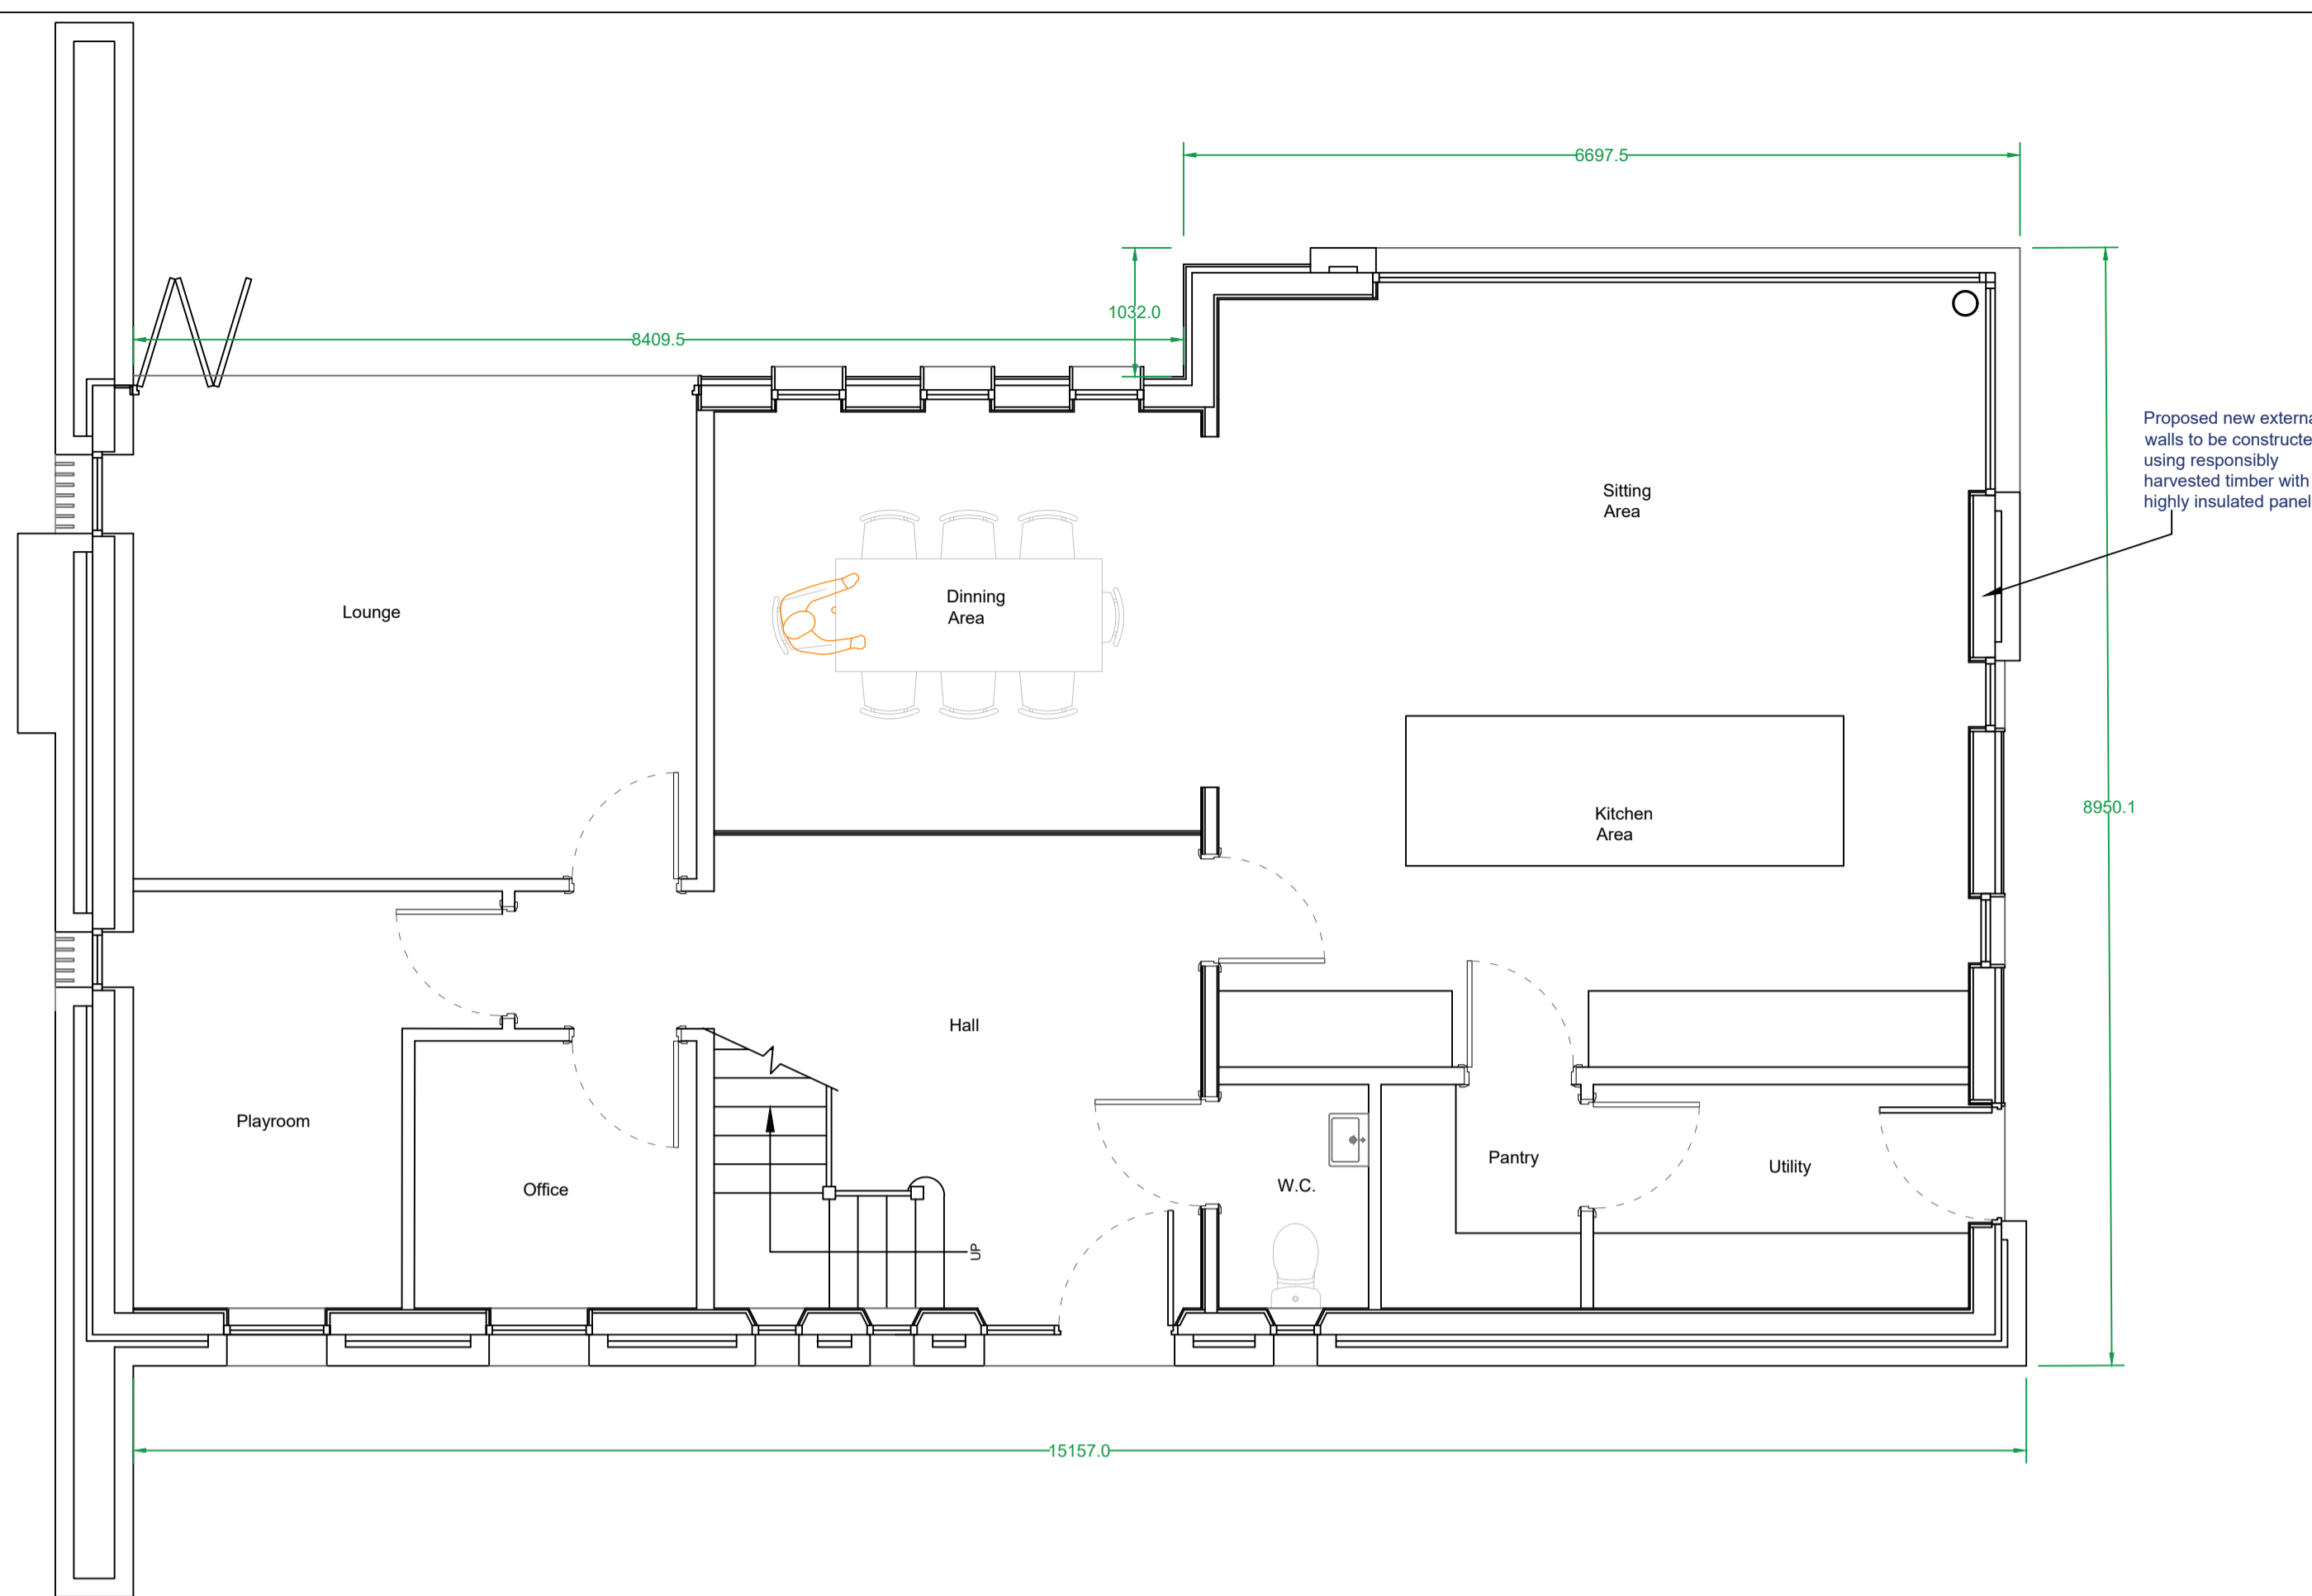 6697.5
1032.0
8409.5
Proposed new externa
walls to be constructe
using responsibly
harvested timber with
highly insulated panel
Sitting
Area
Dinning
Area
Lounge
Kitchen
Area
8950.1
Hall
Playroom
Office
Pantry
Utility
W.C.
UP
15157.0